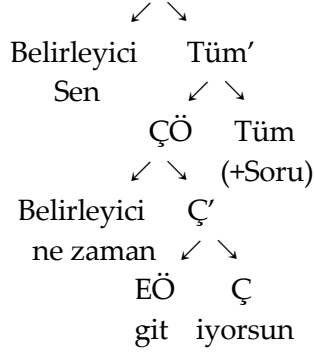 Belirleyici Tüm′
Sen
ÇÖ Tüm
(+Soru)
Belirleyici Ç′
ne zaman
EÖ Ç
git iyorsun